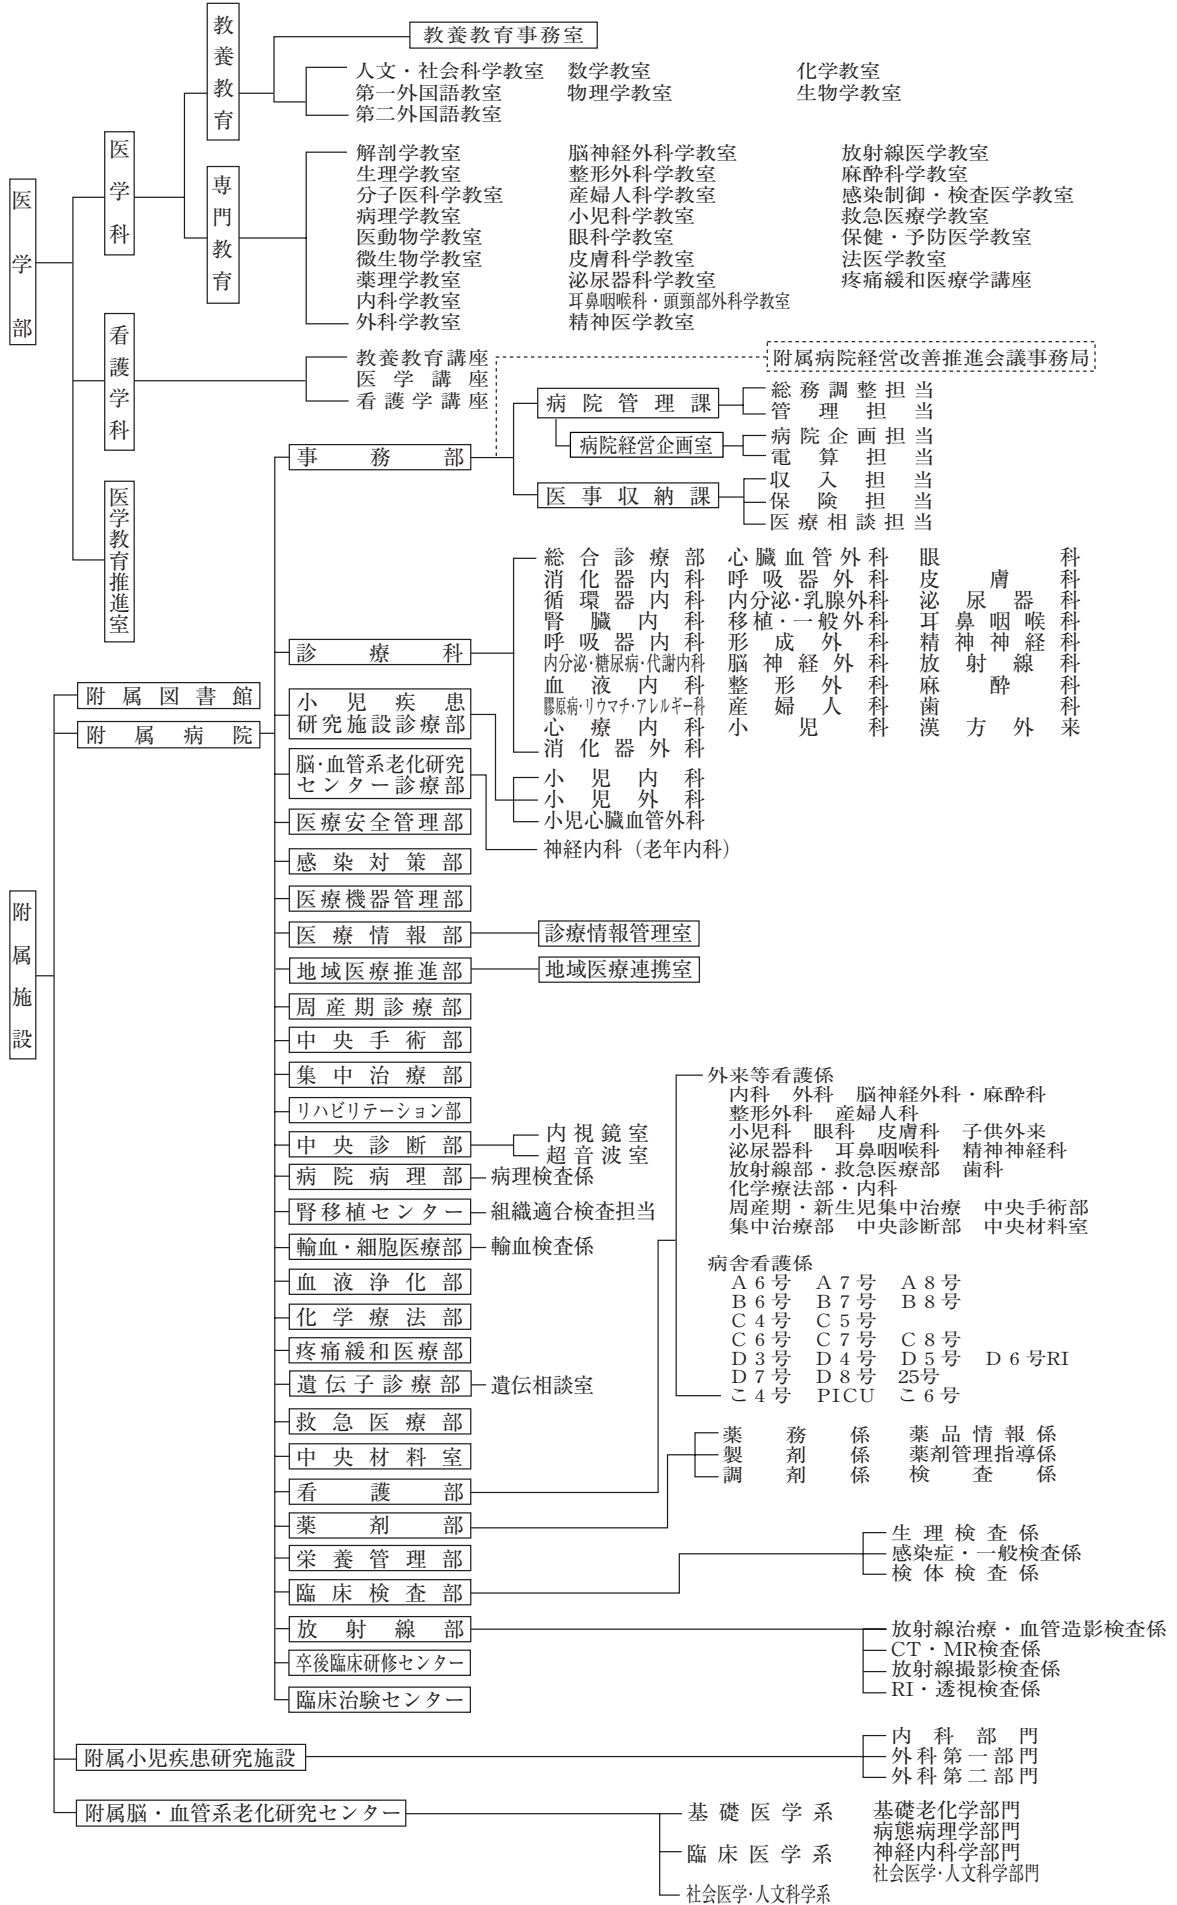 医学部
医学科
教養教育
教養教育事務室
人文・社会科学教室 数学教室 化学教室
第一外国語教室 物理学教室 生物学教室
第二外国語教室
専門教育
解剖学教室 脳神経外科学教室 放射線医学教室
生理学教室 整形外科学教室 麻酔科学教室
分子医科学教室 産婦人科学教室 感染制御・検査医学教室
病理学教室 小児科学教室 救急医療学教室
医動物学教室 眼科学教室 保健・予防医学教室
微生物学教室 皮膚科学教室 法医学教室
薬理学教室 泌尿器科学教室 疼痛緩和医療学講座
内科学教室 耳鼻咽喉科・頭頸部外科学教室
外科学教室 精神医学教室
看護学科
教養教育講座
医学講座
看護学講座
医学教育推進室
附属施設
附属図書館
附属病院
事務部
附属病院経営改善推進会議事務局
病院管理課
総務調整担当
管理担当
病院経営企画室
病院企画担当
電算担当
医事収納課
収入担当
保険担当
医療相談担当
診療科
総合診療部 心臓血管外科 眼科
消化器内科 呼吸器外科 皮膚科
循環器内科 内分泌・乳腺外科 泌尿器科
腎臓内科 移植・一般外科 耳鼻咽喉科
呼吸器内科 形成外科 精神神経科
内分泌・糖尿病・代謝内科 脳神経外科 放射線科
血液内科 整形外科 麻酔科
膠原病・リウマチ・アレルギー科 産婦人科 歯科
心療内科 小児科 漢方外来
消化器外科
小児疾患
研究施設診療部
小児内科
小児外科
小児心臓血管外科
脳・血管系老化研究
センター診療部
神経内科(老年内科)
医療安全管理部
感染対策部
医療機器管理部
医療情報部 診療情報管理室
地域医療推進部 地域医療連携室
周産期診療部
中央手術部
集中治療部
リハビリテーション部
中央診断部
内視鏡室
超音波室
病院病理部 病理検査係
腎移植センター 組織適合検査担当
輸血・細胞医療部 輸血検査係
血液浄化部
化学療法部
疼痛緩和医療部
遺伝子診療部 遺伝相談室
救急医療部
中央材料室
看護部
外来等看護係
内科 外科 脳神経外科・麻酔科
整形外科 産婦人科
小児科 眼科 皮膚科 子供外来
泌尿器科 耳鼻咽喉科 精神神経科
放射線部・救急医療部 歯科
化学療法部・内科
周産期・新生児集中治療 中央手術部
集中治療部 中央診断部 中央材料室
病舎看護係
A6号 A7号 A8号
B6号 B7号 B8号
C4号 C5号
C6号 C7号 C8号
D3号 D4号 D5号 D6号RI
D7号 D8号 25号
こ4号 PICU こ6号
薬剤部
薬務係 薬品情報係
製剤係 薬剤管理指導係
調剤係 検査係
栄養管理部
臨床検査部
生理検査係
感染症・一般検査係
検体検査係
放射線部
放射線治療・血管造影検査係
CT・MR検査係
放射線撮影検査係
RI・透視検査係
卒後臨床研修センター
臨床治験センター
附属小児疾患研究施設
内科部門
外科第一部門
外科第二部門
附属脳・血管系老化研究センター
基礎医学系 基礎老化学部門
病態病理学部門
臨床医学系 神経内科学部門
社会医学・人文科学部門
社会医学・人文科学系